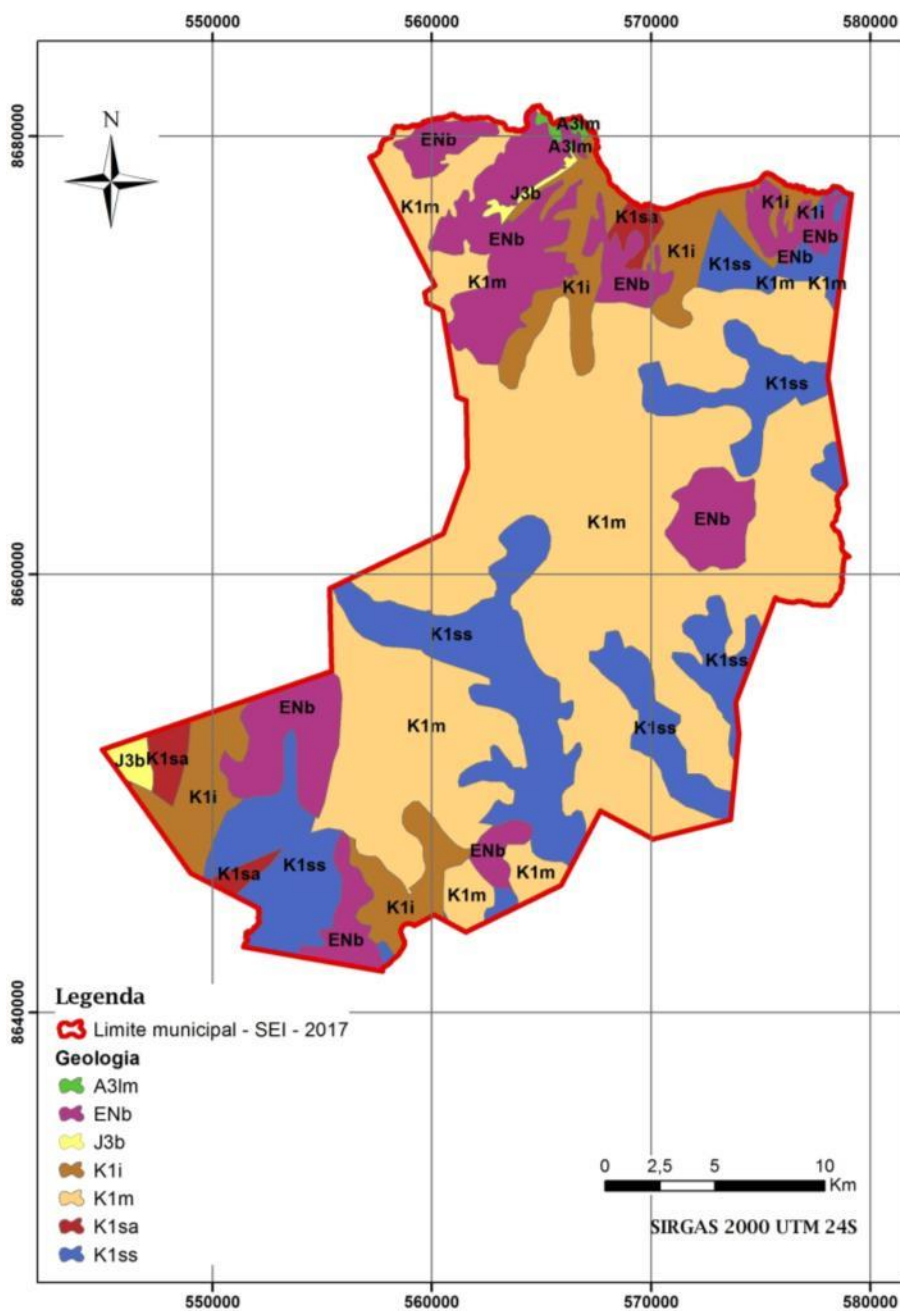 550000 560000 570000 580000
N
8680000
8660000
8640000
A3lm
ENb
A3lm
J3b
K1i
K1m
K1sa
K1i
ENb
K1i
ENb
K1ss
ENb
K1m
K1i
ENb
K1m
K1m
K1ss
ENb
K1m
K1ss
K1ss
ENb
K1m
K1ss
J3b
K1sa
K1i
ENb
K1ss
K1m
K1sa
K1m
K1i
ENb
Legenda
Limite municipal - SEI - 2017
Geologia
A3lm
ENb
J3b
K1i
K1m
K1sa
K1ss
0 2,5 5 10
Km
SIRGAS 2000 UTM 24S
550000 560000 570000 580000